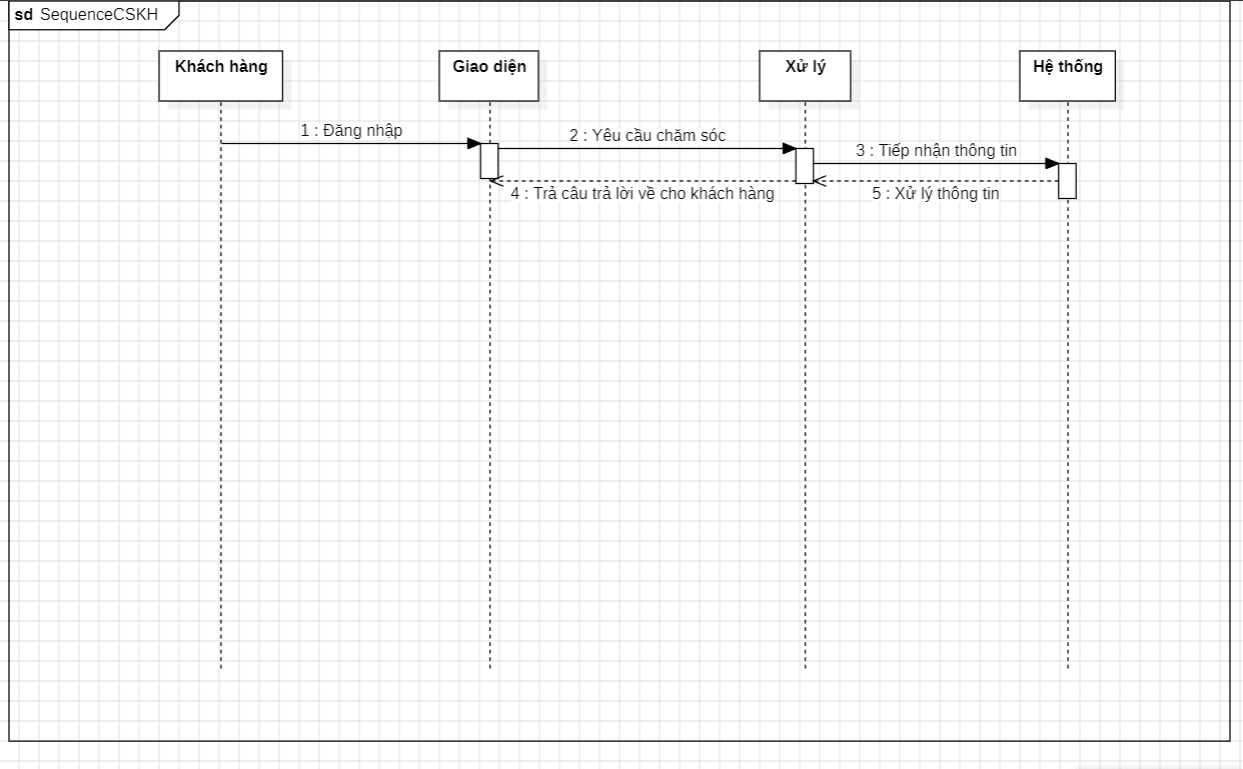 sd SequenceCSKH
Khách hàng
Giao diện
Xử lý
Hệ thống
1 : Đăng nhập
2 : Yêu cầu chăm sóc
3 : Tiếp nhận thông tin
4 : Trả câu trả lời về cho khách hàng
5 : Xử lý thông tin